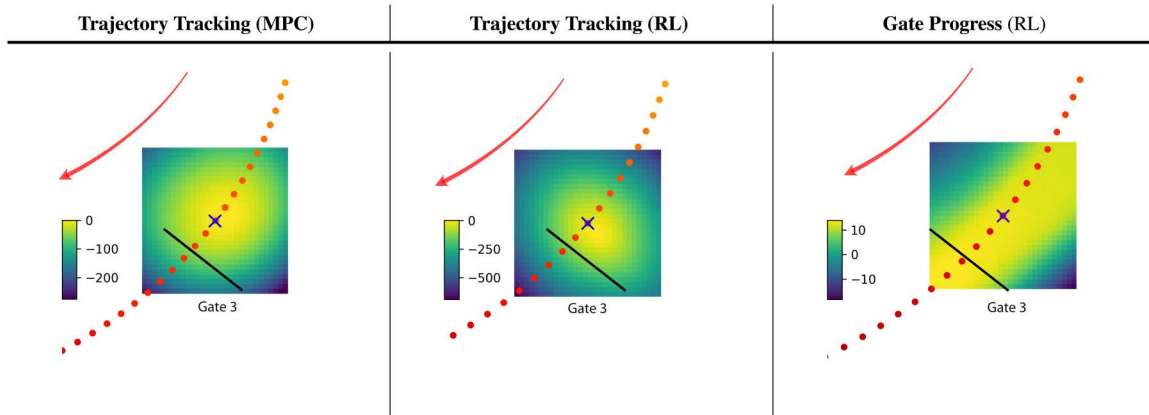 Trajectory Tracking (MPC)
Trajectory Tracking (RL)
Gate Progress (RL)
0
−100
−200
Gate 3
0
−250
−500
Gate 3
10
0
−10
Gate 3